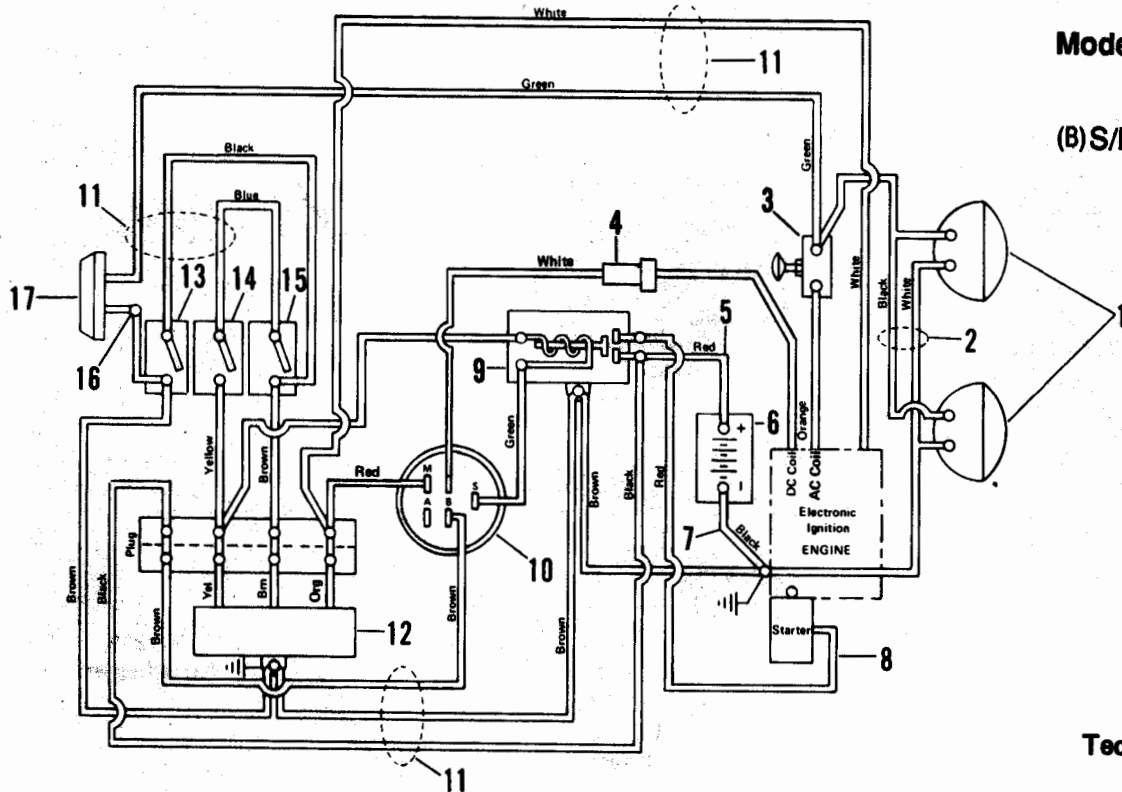 White
Mode
11
Green
(B) S/
Black
Green
3
11
Blue
4
White
13
14
15
5
White
Black
White
1
17
2
Red
16
9
6
+
Orange
Green
Yellow
Brown
M
Red
A
B
S
Brown
Black
Red
-
DC Coil
AC Coil
Electronic
Ignition
ENGINE
Plug
7
Black
10
Brown
Black
Brown
Yel
Brn
Org
Brown
Brown
12
Starter
8
11
Tec